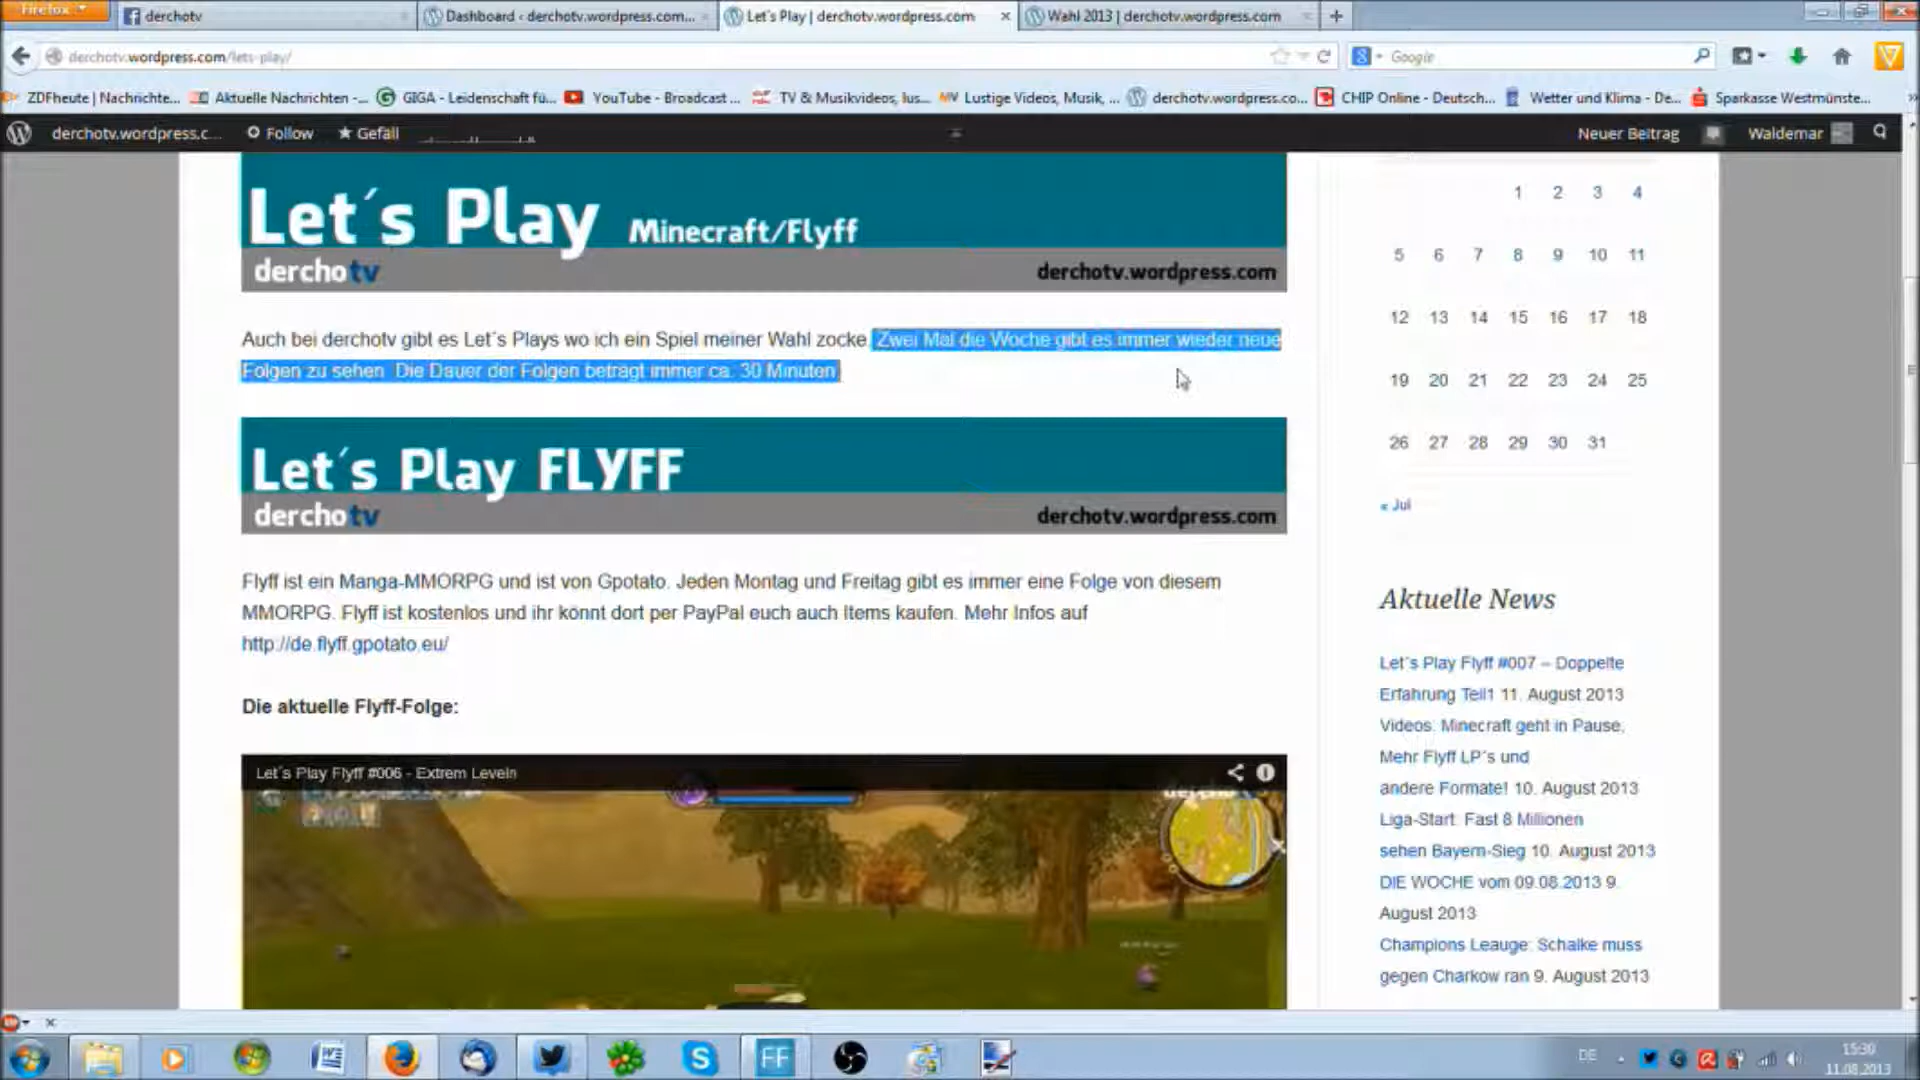 Firefox
derchotv
Dashboard ‹ derchotv.wordpress.com...
Let´s Play | derchotv.wordpress.com
Wahl 2013 | derchotv.wordpress.com
derchotv.wordpress.com/lets-play/
Google
ZDFheute | Nachrichte...
Aktuelle Nachrichten -...
GIGA - Leidenschaft fü...
YouTube - Broadcast ...
TV & Musikvideos, lus...
Lustige Videos, Musik, ...
derchotv.wordpress.co...
CHIP Online - Deutsch...
Wetter und Klima - De...
Sparkasse Westmünste...
derchotv.wordpress.c...
Follow
Gefäll
Neuer Beitrag
Waldemar
Let´s Play Minecraft/Flyff
derchotv
derchotv.wordpress.com
Auch bei derchotv gibt es Let´s Plays wo ich ein Spiel meiner Wahl zocke. Zwei Mal die Woche gibt es immer wieder neue
Folgen zu sehen. Die Dauer der Folgen beträgt immer ca. 30 Minuten.
Let´s Play FLYFF
derchotv
derchotv.wordpress.com
Flyff ist ein Manga-MMORPG und ist von Gpotato. Jeden Montag und Freitag gibt es immer eine Folge von diesem
MMORPG. Flyff ist kostenlos und ihr könnt dort per PayPal euch auch Items kaufen. Mehr Infos auf
http://de.flyff.gpotato.eu/
Die aktuelle Flyff-Folge:
Let´s Play Flyff #006 - Extrem Leveln
1 2 3 4
5 6 7 8 9 10 11
12 13 14 15 16 17 18
19 20 21 22 23 24 25
26 27 28 29 30 31
« Jul
Aktuelle News
Let´s Play Flyff #007 – Doppelte
Erfahrung Teil1 11. August 2013
Videos: Minecraft geht in Pause,
Mehr Flyff LP´s und
andere Formate! 10. August 2013
Liga-Start: Fast 8 Millionen
sehen Bayern-Sieg 10. August 2013
DIE WOCHE vom 09.08.2013 9.
August 2013
Champions Leauge: Schalke muss
gegen Charkow ran 9. August 2013
FF
DE
15:30
11.08.2013